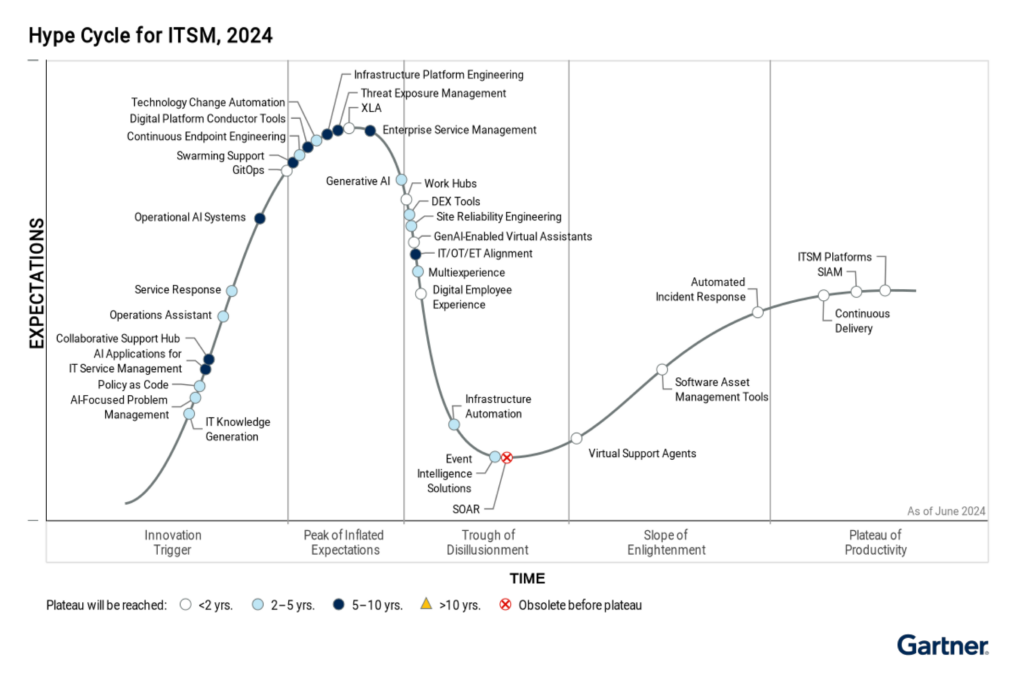 Hype Cycle for ITSM, 2024
Infrastructure Platform Engineering
Threat Exposure Management
XLA
Enterprise Service Management
Technology Change Automation
Digital Platform Conductor Tools
Continuous Endpoint Engineering
Swarming Support
GitOps
Operational AI Systems
Service Response
Operations Assistant
Collaborative Support Hub
AI Applications for
IT Service Management
Policy as Code
AI-Focused Problem
Management
IT Knowledge
Generation
Generative AI
Work Hubs
DEX Tools
Site Reliability Engineering
GenAI-Enabled Virtual Assistants
IT/OT/ET Alignment
Multiexperience
Digital Employee
Experience
Infrastructure
Automation
Event
Intelligence
Solutions
SOAR
Virtual Support Agents
Software Asset
Management Tools
Automated
Incident Response
ITSM Platforms
SIAM
Continuous
Delivery
EXPECTATIONS
As of June 2024
Innovation
Trigger
Peak of Inflated
Expectations
Trough of
Disillusionment
Slope of
Enlightenment
Plateau of
Productivity
TIME
Plateau will be reached: <2 yrs. 2–5 yrs. 5–10 yrs. >10 yrs. Obsolete before plateau
Gartner